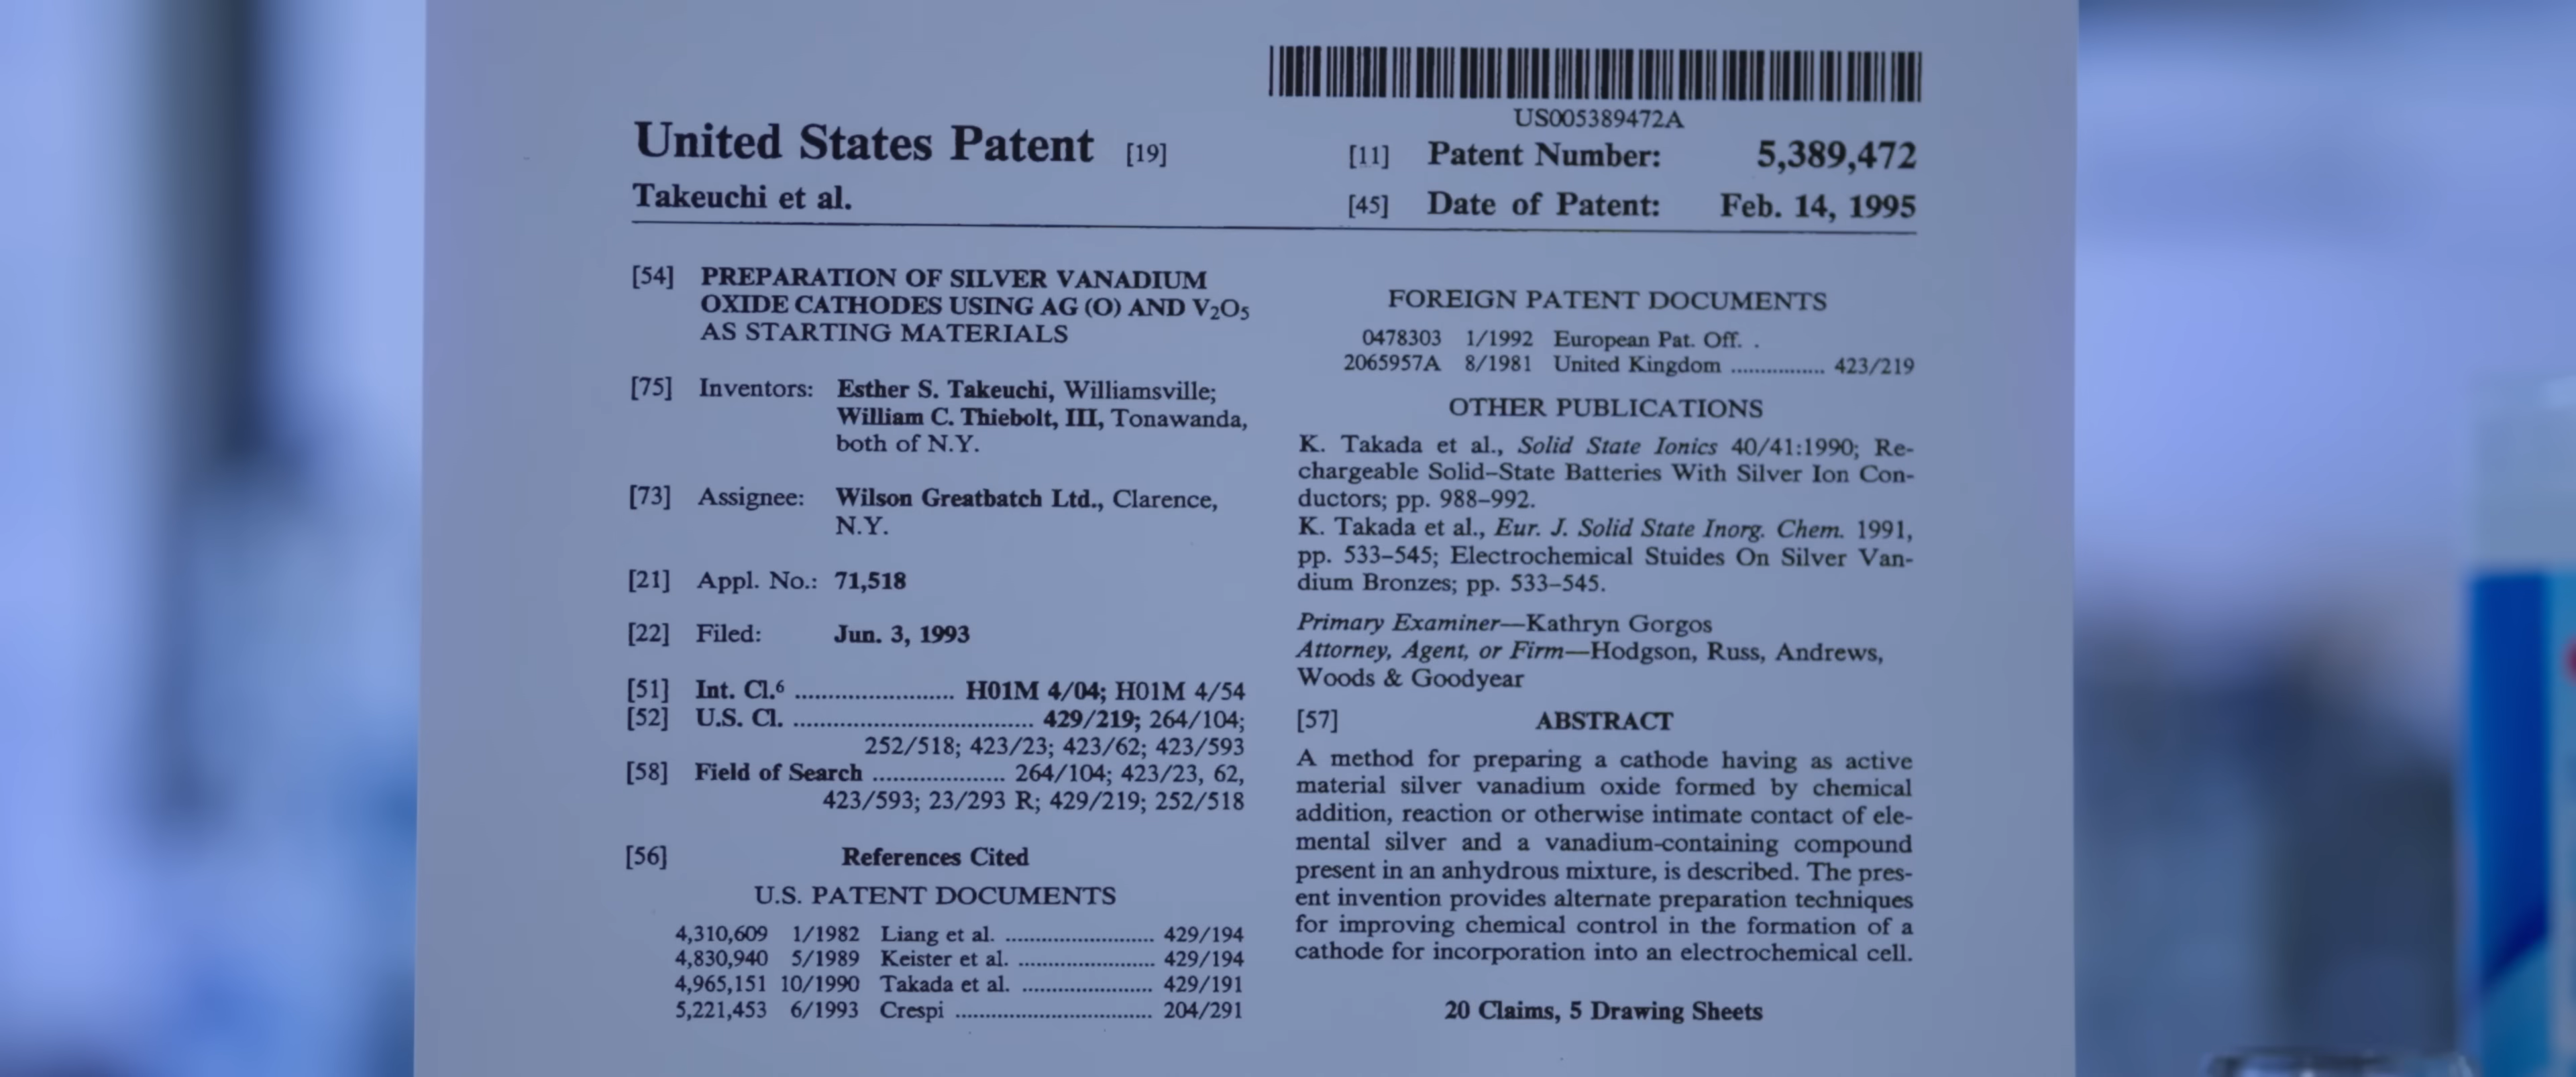 US005389472A
United States Patent [19]
Takeuchi et al.
[11] Patent Number: 5,389,472
[45] Date of Patent: Feb. 14, 1995
[54] PREPARATION OF SILVER VANADIUM
OXIDE CATHODES USING AG (O) AND V₂O₅
AS STARTING MATERIALS
[75] Inventors: Esther S. Takeuchi, Williamsville;
William C. Thiebolt, III, Tonawanda,
both of N.Y.
[73] Assignee: Wilson Greatbatch Ltd., Clarence,
N.Y.
[21] Appl. No.: 71,518
[22] Filed: Jun. 3, 1993
[51] Int. Cl.⁶ ...................... H01M 4/04; H01M 4/54
[52] U.S. Cl. ................................. 429/219; 264/104;
252/518; 423/23; 423/62; 423/593
[58] Field of Search ................... 264/104; 423/23, 62,
423/593; 23/293 R; 429/219; 252/518
[56] References Cited
U.S. PATENT DOCUMENTS
4,310,609 1/1982 Liang et al. ........................ 429/194
4,830,940 5/1989 Keister et al. ...................... 429/194
4,965,151 10/1990 Takada et al. ..................... 429/191
5,221,453 6/1993 Crespi ................................ 204/291
FOREIGN PATENT DOCUMENTS
0478303 1/1992 European Pat. Off. .
2065957A 8/1981 United Kingdom ............... 423/219
OTHER PUBLICATIONS
K. Takada et al., Solid State Ionics 40/41:1990; Re-
chargeable Solid–State Batteries With Silver Ion Con-
ductors; pp. 988–992.
K. Takada et al., Eur. J. Solid State Inorg. Chem. 1991,
pp. 533–545; Electrochemical Stuides On Silver Van-
dium Bronzes; pp. 533–545.
Primary Examiner—Kathryn Gorgos
Attorney, Agent, or Firm—Hodgson, Russ, Andrews,
Woods & Goodyear
[57] ABSTRACT
A method for preparing a cathode having as active
material silver vanadium oxide formed by chemical
addition, reaction or otherwise intimate contact of ele-
mental silver and a vanadium-containing compound
present in an anhydrous mixture, is described. The pres-
ent invention provides alternate preparation techniques
for improving chemical control in the formation of a
cathode for incorporation into an electrochemical cell.
20 Claims, 5 Drawing Sheets